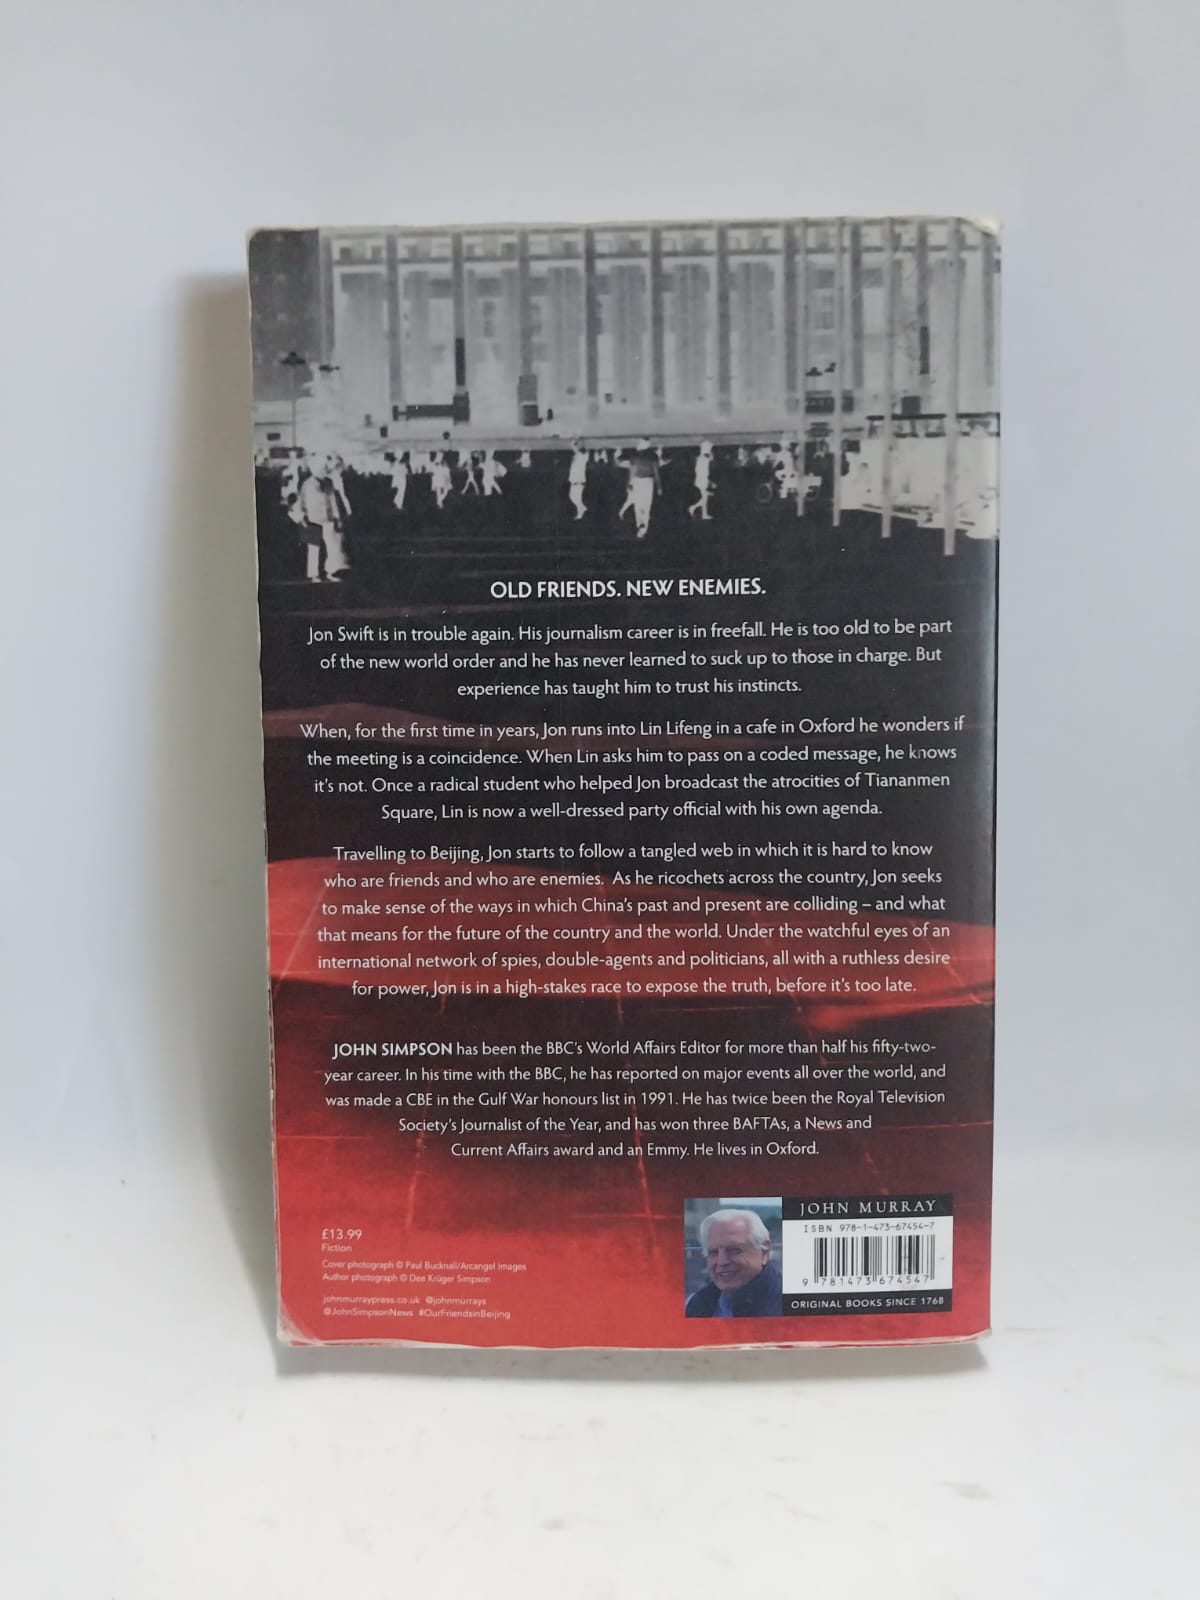 OLD FRIENDS. NEW ENEMIES.
Jon Swift is in trouble again. His journalism career is in freefall. He is too old to be part
of the new world order and he has never learned to suck up to those in charge. But
experience has taught him to trust his instincts.
When, for the first time in years, Jon runs into Lin Lifeng in a cafe in Oxford he wonders if
the meeting is a coincidence. When Lin asks him to pass on a coded message, he knows
it's not. Once a radical student who helped Jon broadcast the atrocities of Tiananmen
Square, Lin is now a well-dressed party official with his own agenda.
Travelling to Beijing, Jon starts to follow a tangled web in which it is hard to know
who are friends and who are enemies. As he ricochets across the country, Jon seeks
to make sense of the ways in which China's past and present are colliding – and what
that means for the future of the country and the world. Under the watchful eyes of an
international network of spies, double-agents and politicians, all with a ruthless desire
for power, Jon is in a high-stakes race to expose the truth, before it's too late.
JOHN SIMPSON has been the BBC's World Affairs Editor for more than half his fifty-two-
year career. In his time with the BBC, he has reported on major events all over the world, and
was made a CBE in the Gulf War honours list in 1991. He has twice been the Royal Television
Society's Journalist of the Year, and has won three BAFTAs, a News and
Current Affairs award and an Emmy. He lives in Oxford.
£13.99
Fiction
Cover photograph © Paul Bucknall/Arcangel Images
Author photograph © Dee Krüger Simpson
johnmurraypress.co.uk @johnmurrays
@JohnSimpsonNews #OurFriendsinBeijing
JOHN MURRAY
ISBN 978-1-473-67454-7
9 781473 674547
ORIGINAL BOOKS SINCE 1768